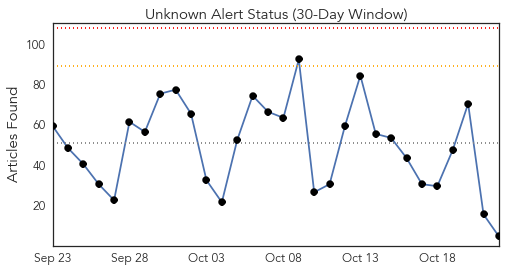 Unknown Alert Status (30-Day Window)
Articles Found
100
80
60
40
20
Sep 23 Sep 28 Oct 03 Oct 08 Oct 13 Oct 18